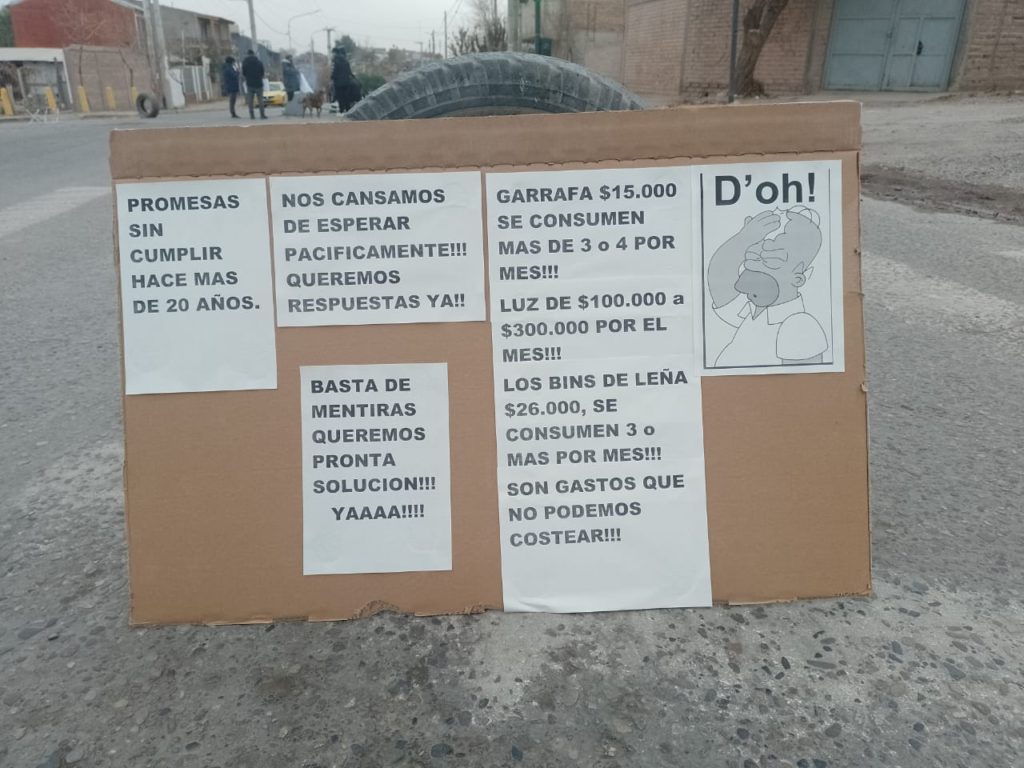 PROMESAS
SIN
CUMPLIR
HACE MAS
DE 20 AÑOS.
NOS CANSAMOS
DE ESPERAR
PACIFICAMENTE!!!
QUEREMOS
RESPUESTAS YA!!
BASTA DE
MENTIRAS
QUEREMOS
PRONTA
SOLUCION!!!
YAAAA!!!!
GARRAFA $15.000
SE CONSUMEN
MAS DE 3 o 4 POR
MES!!!
LUZ DE $100.000 a
$300.000 POR EL
MES!!!
LOS BINS DE LEÑA
$26.000, SE
CONSUMEN 3 o
MAS POR MES!!!
SON GASTOS QUE
NO PODEMOS
COSTEAR!!!
D'oh!